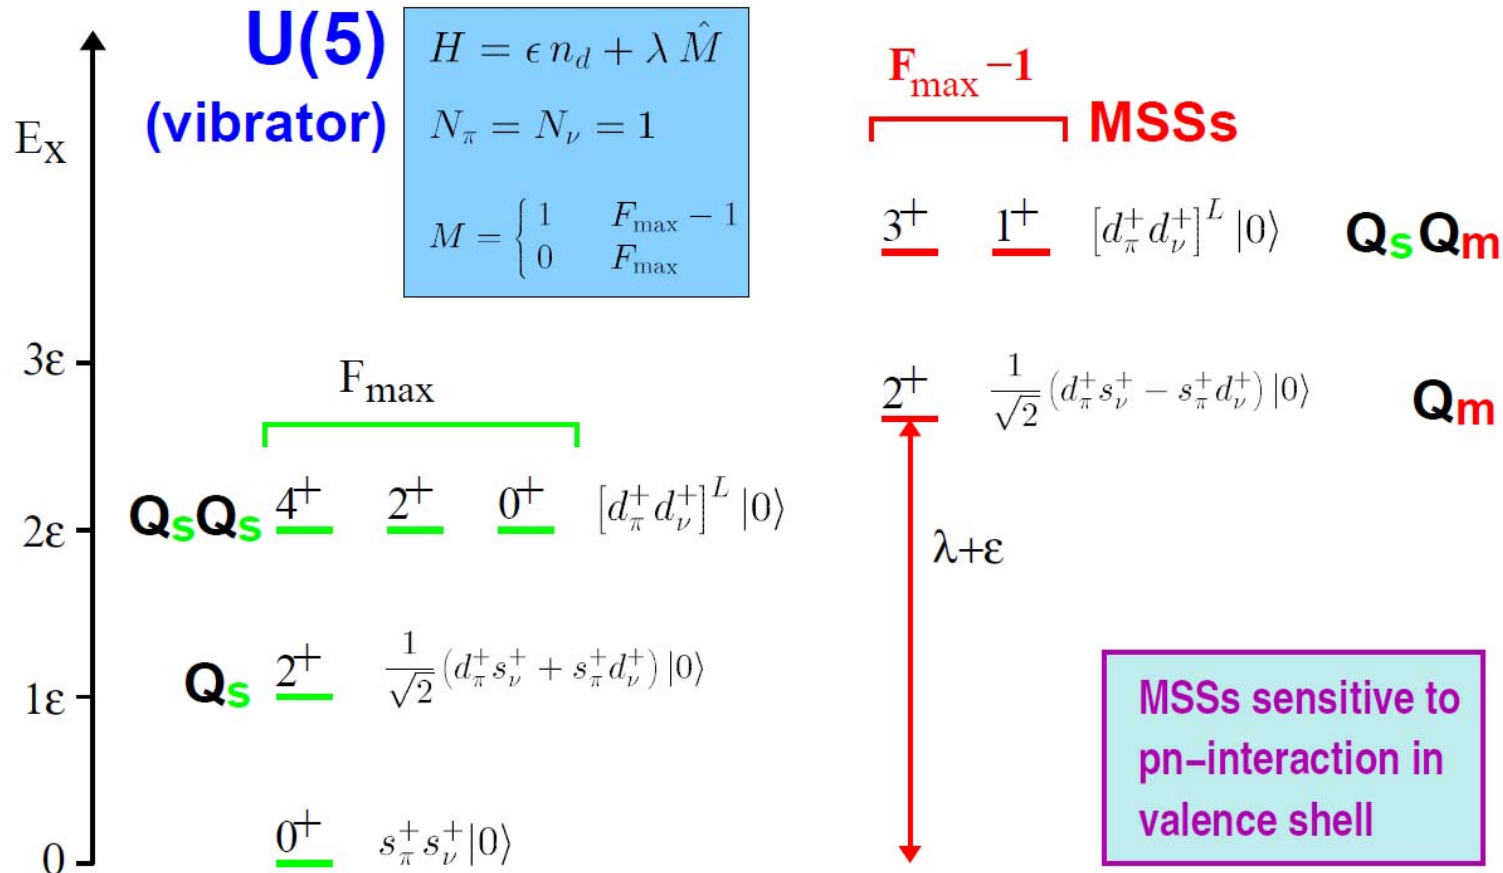 U(5)
(vibrator)
E_X
H = ϵ n_d + λ M̂
N_π = N_ν = 1
M = { 1 F_max − 1
0 F_max
F_max −1
MSSs
3⁺ 1⁺ [d_π⁺ d_ν⁺]^L |0⟩ Q_s Q_m
3ε
F_max
2⁺ 1/√2 (d_π⁺ s_ν⁺ − s_π⁺ d_ν⁺) |0⟩ Q_m
Q_s Q_s 4⁺ 2⁺ 0⁺ [d_π⁺ d_ν⁺]^L |0⟩
2ε
λ+ε
Q_s 2⁺ 1/√2 (d_π⁺ s_ν⁺ + s_π⁺ d_ν⁺) |0⟩
1ε
MSSs sensitive to
pn−interaction in
valence shell
0⁺ s_π⁺ s_ν⁺ |0⟩
0